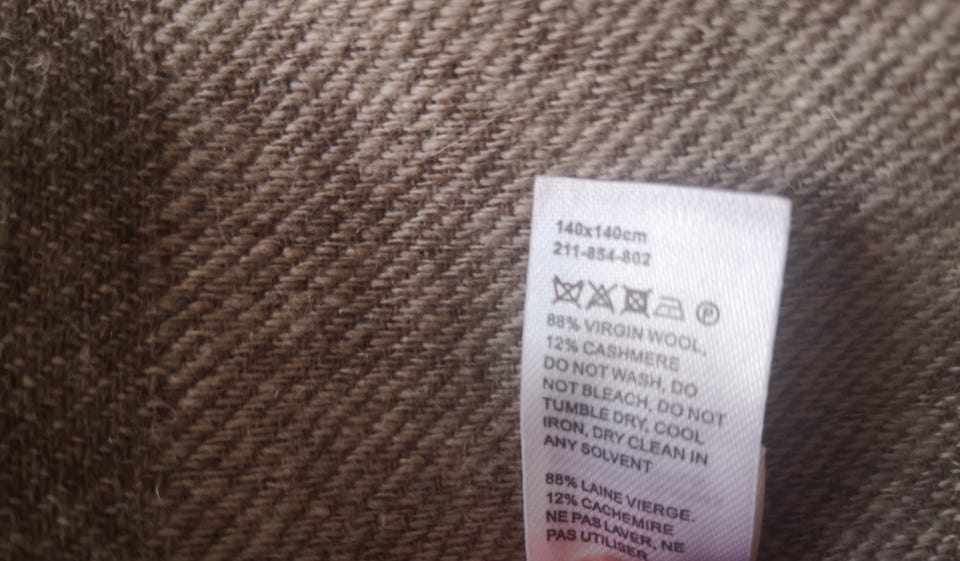 140x140cm
211-854-802
P
88% VIRGIN WOOL,
12% CASHMERE
DO NOT WASH, DO
NOT BLEACH, DO NOT
TUMBLE DRY, COOL
IRON, DRY CLEAN IN
ANY SOLVENT
88% LAINE VIERGE.
12% CACHEMIRE
NE PAS LAVER, NE
PAS UTILISER